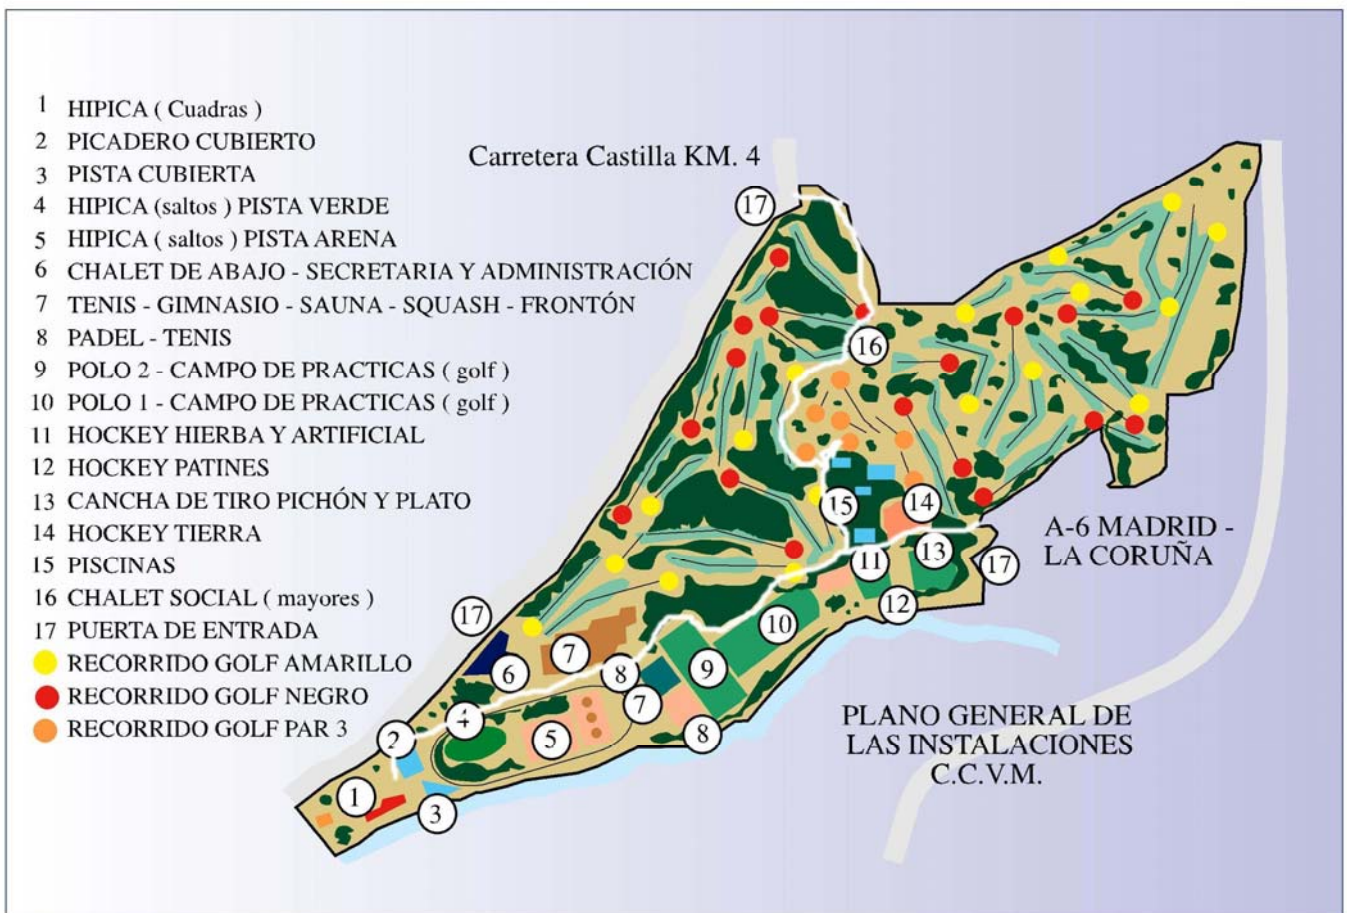 1 HIPICA ( Cuadras )
2 PICADERO CUBIERTO
3 PISTA CUBIERTA
4 HIPICA (saltos ) PISTA VERDE
5 HIPICA ( saltos ) PISTA ARENA
6 CHALET DE ABAJO - SECRETARIA Y ADMINISTRACIÓN
7 TENIS - GIMNASIO - SAUNA - SQUASH - FRONTÓN
8 PADEL - TENIS
9 POLO 2 - CAMPO DE PRACTICAS ( golf )
10 POLO 1 - CAMPO DE PRACTICAS ( golf )
11 HOCKEY HIERBA Y ARTIFICIAL
12 HOCKEY PATINES
13 CANCHA DE TIRO PICHÓN Y PLATO
14 HOCKEY TIERRA
15 PISCINAS
16 CHALET SOCIAL ( mayores )
17 PUERTA DE ENTRADA
RECORRIDO GOLF AMARILLO
RECORRIDO GOLF NEGRO
RECORRIDO GOLF PAR 3
Carretera Castilla KM. 4
17
16
15
14
A-6 MADRID -
LA CORUÑA
11
13
17
12
17
10
6
7
8
9
7
8
4
5
2
1
3
PLANO GENERAL DE
LAS INSTALACIONES
C.C.V.M.